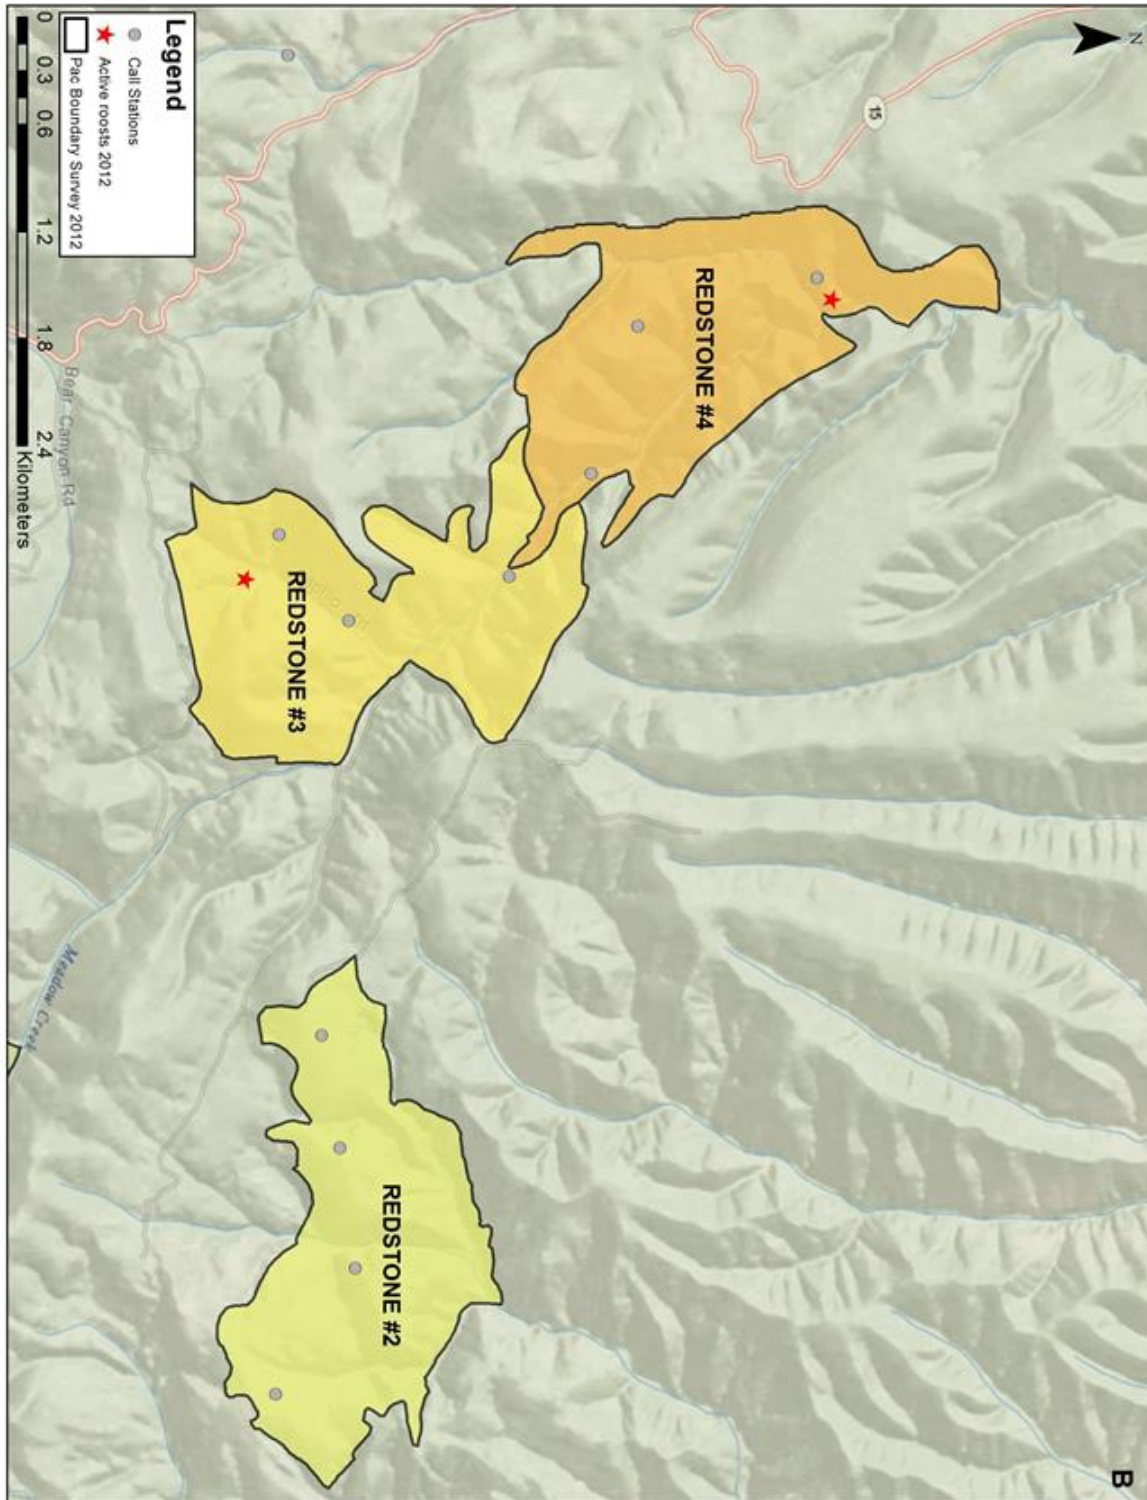 N
15
REDSTONE #4
REDSTONE #3
REDSTONE #2
Bear Canyon Rd
Meadow Creek
Legend
Call Stations
Active roosts 2012
Pac Boundary Survey 2012
0 0.3 0.6 1.2 1.8 2.4
Kilometers
B